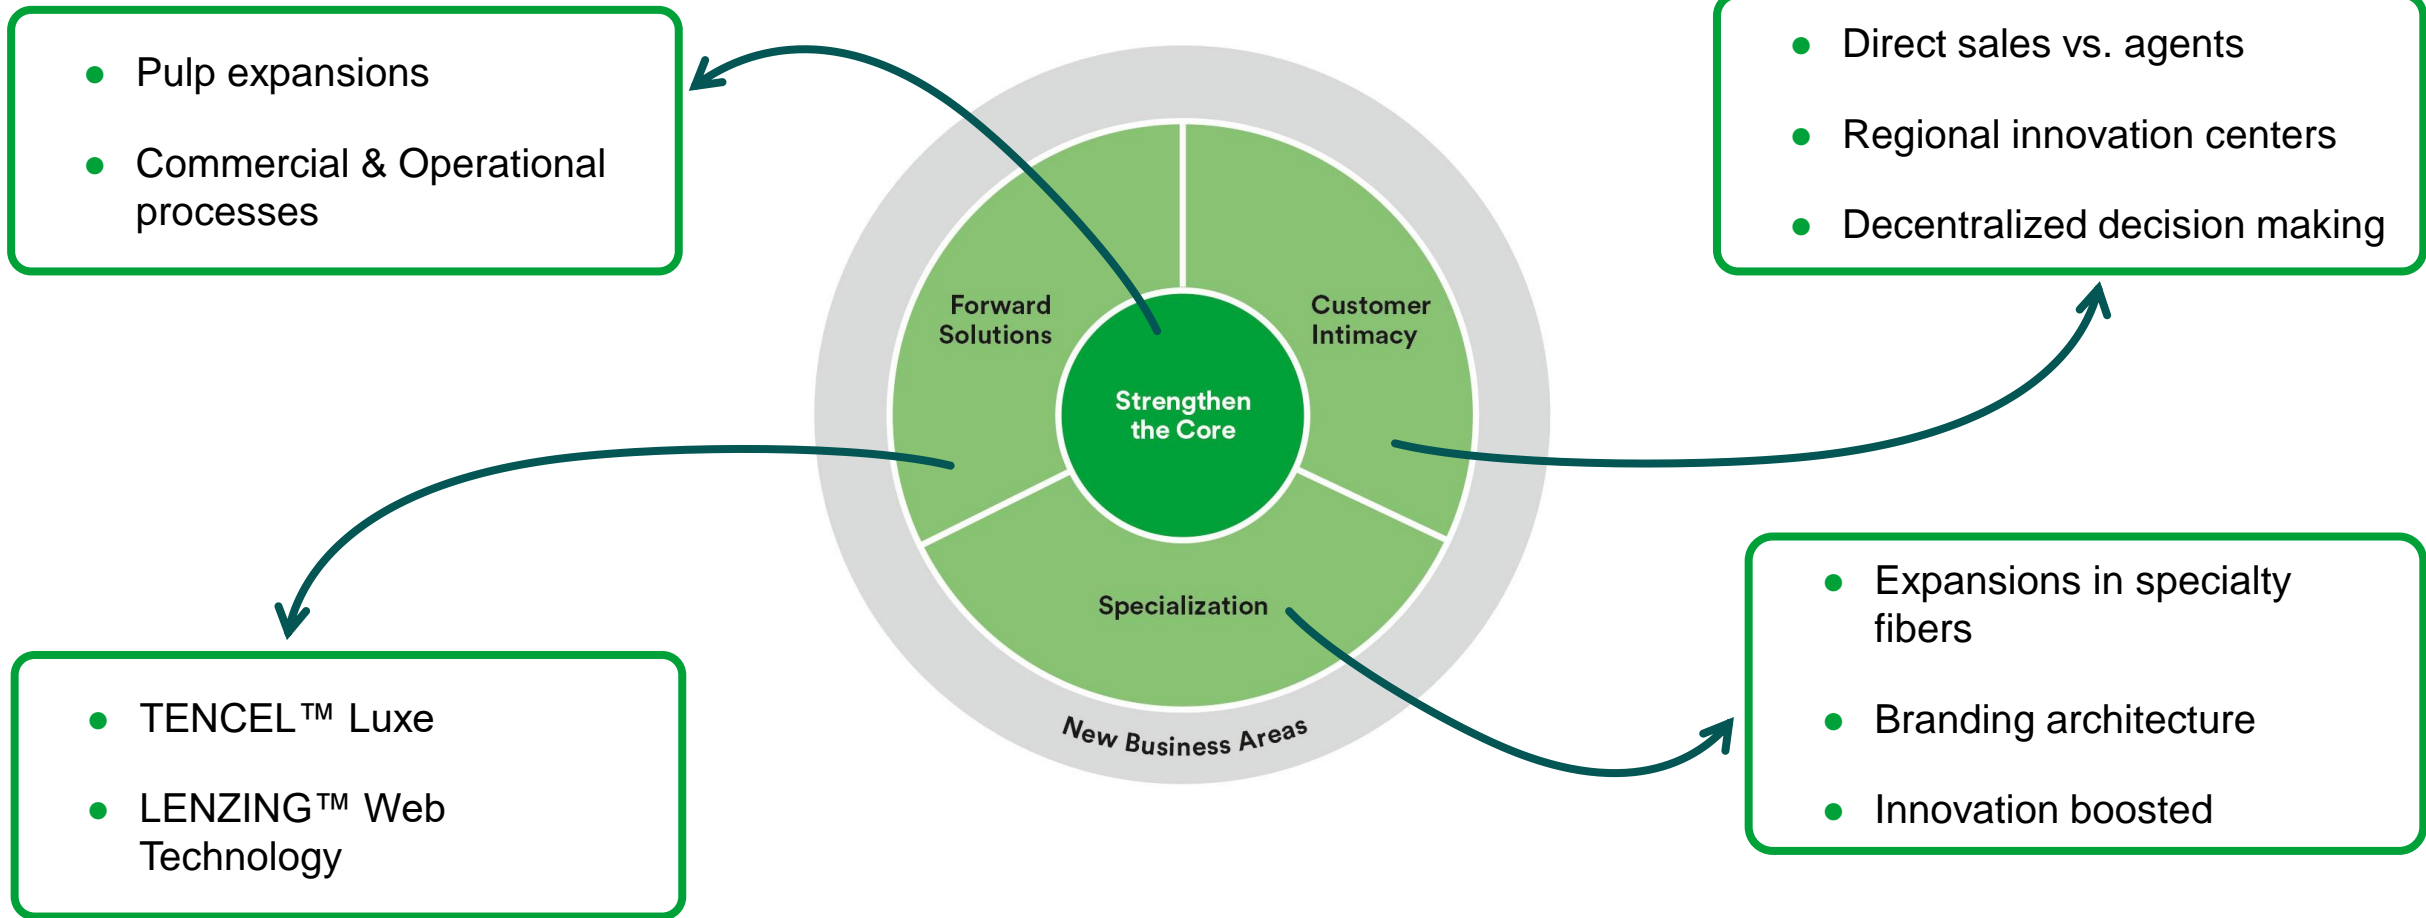 Pulp expansions
Commercial & Operational
processes
Direct sales vs. agents
Regional innovation centers
Decentralized decision making
Forward
Solutions
Customer
Intimacy
Strengthen
the Core
Specialization
New Business Areas
TENCEL™ Luxe
LENZING™ Web
Technology
Expansions in specialty
fibers
Branding architecture
Innovation boosted